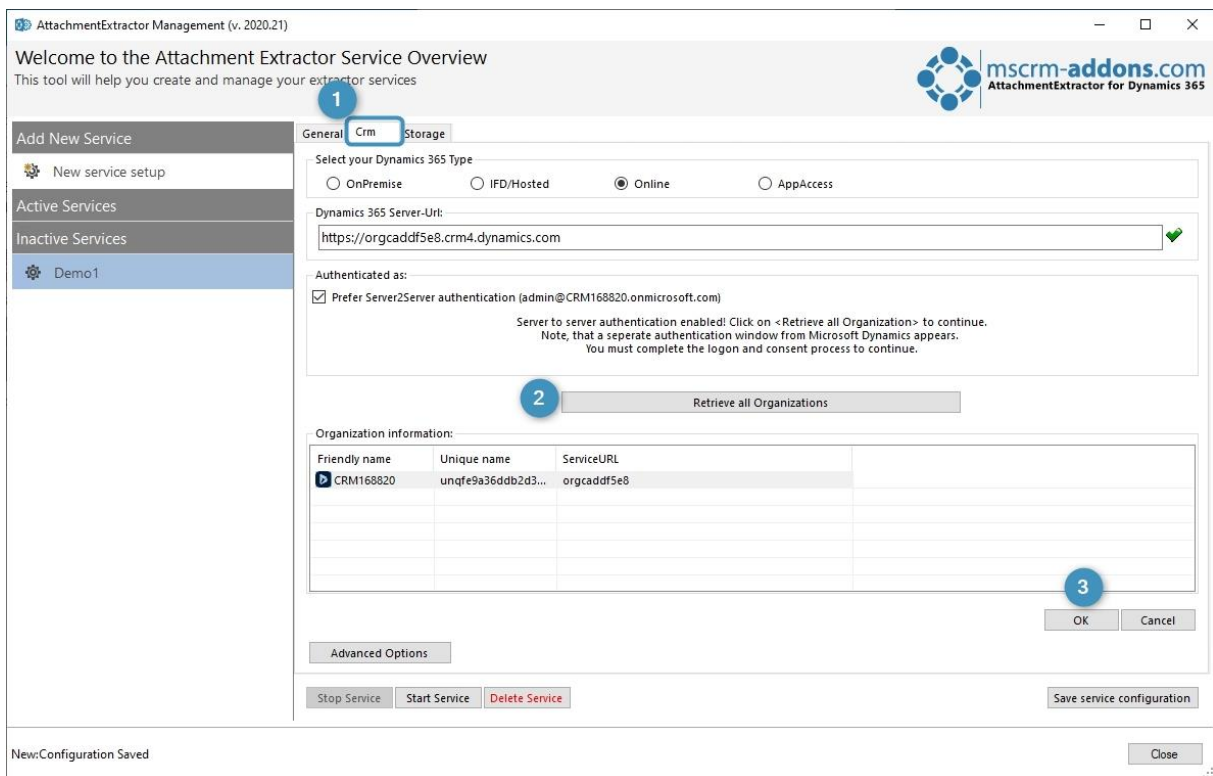 AttachmentExtractor Management (v. 2020.21)
Welcome to the Attachment Extractor Service Overview
This tool will help you create and manage your extractor services
mscrm-addons.com
AttachmentExtractor for Dynamics 365
1
Add New Service
New service setup
Active Services
Inactive Services
Demo1
General Crm Storage
Select your Dynamics 365 Type
OnPremise IFD/Hosted Online AppAccess
Dynamics 365 Server-Url:
https://orgcaddf5e8.crm4.dynamics.com
Authenticated as:
Prefer Server2Server authentication (admin@CRM168820.onmicrosoft.com)
Server to server authentication enabled! Click on <Retrieve all Organization> to continue.
Note, that a seperate authentication window from Microsoft Dynamics appears.
You must complete the logon and consent process to continue.
2 Retrieve all Organizations
Organization information:
Friendly name Unique name ServiceURL
CRM168820 unqfe9a36ddb2d3... orgcaddf5e8
3
OK Cancel
Advanced Options
Stop Service Start Service Delete Service Save service configuration
New:Configuration Saved Close